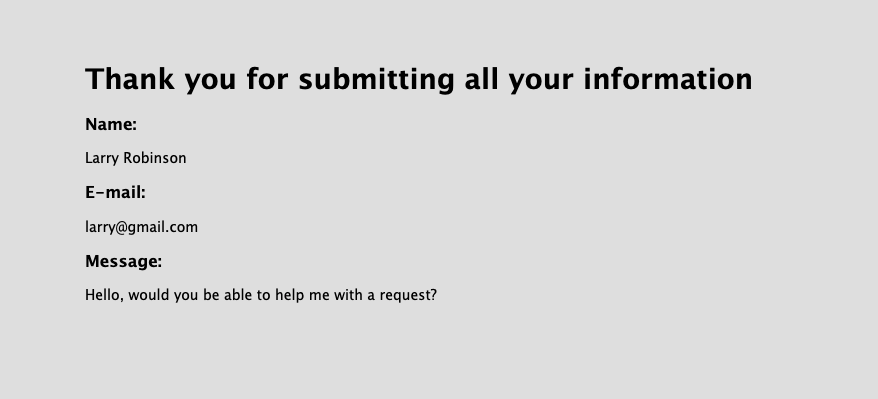 Thank you for submitting all your information
Name:
Larry Robinson
E-mail:
larry@gmail.com
Message:
Hello, would you be able to help me with a request?